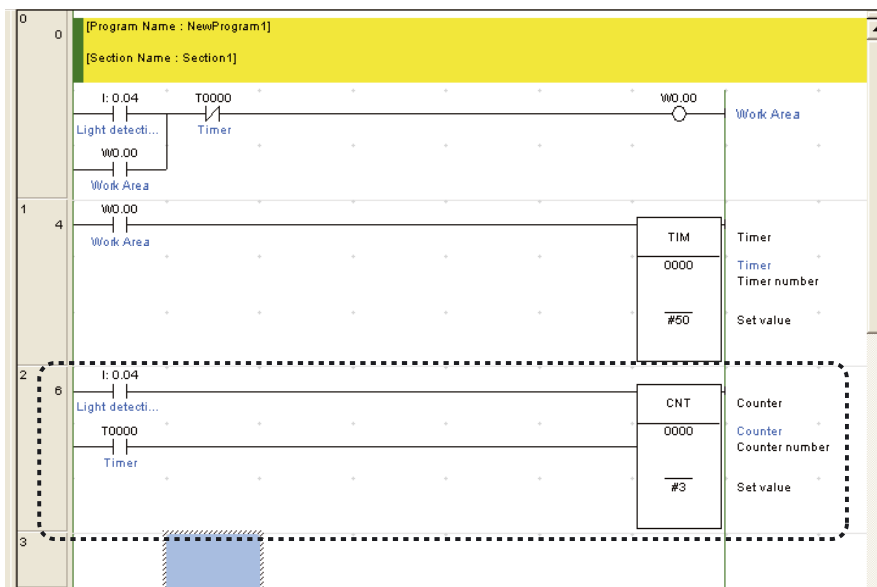 0
0
[Program Name : NewProgram1]
[Section Name : Section1]
I: 0.04
T0000
W0.00
Work Area
Light detecti...
Timer
W0.00
Work Area
1
4
W0.00
Work Area
TIM
Timer
0000
Timer
Timer number
#50
Set value
2
6
I: 0.04
Light detecti...
CNT
Counter
T0000
Timer
0000
Counter
Counter number
#3
Set value
3